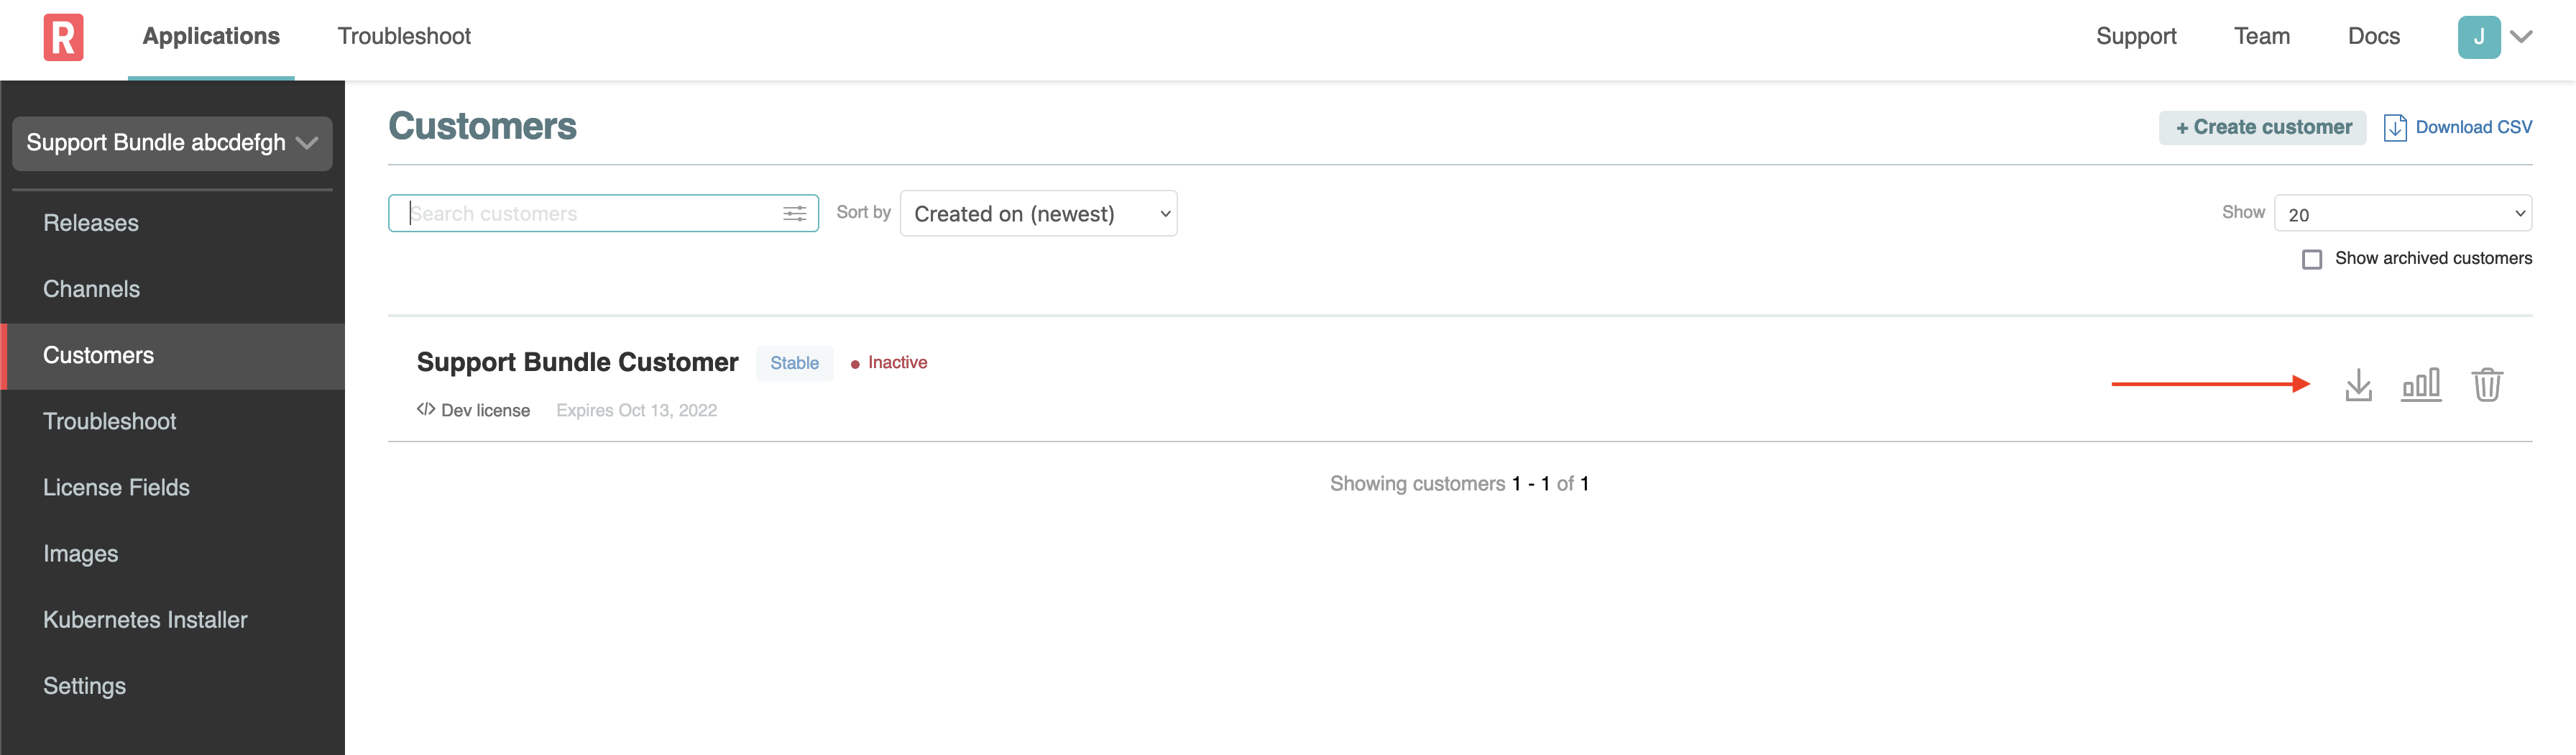 R
Applications
Troubleshoot
Support
Team
Docs
J
Support Bundle abcdefgh
Releases
Channels
Customers
Troubleshoot
License Fields
Images
Kubernetes Installer
Settings
Customers
+ Create customer
Download CSV
Search customers
Sort by
Created on (newest)
Show
20
Show archived customers
Support Bundle Customer
Stable
Inactive
</> Dev license
Expires Oct 13, 2022
Showing customers 1 - 1 of 1